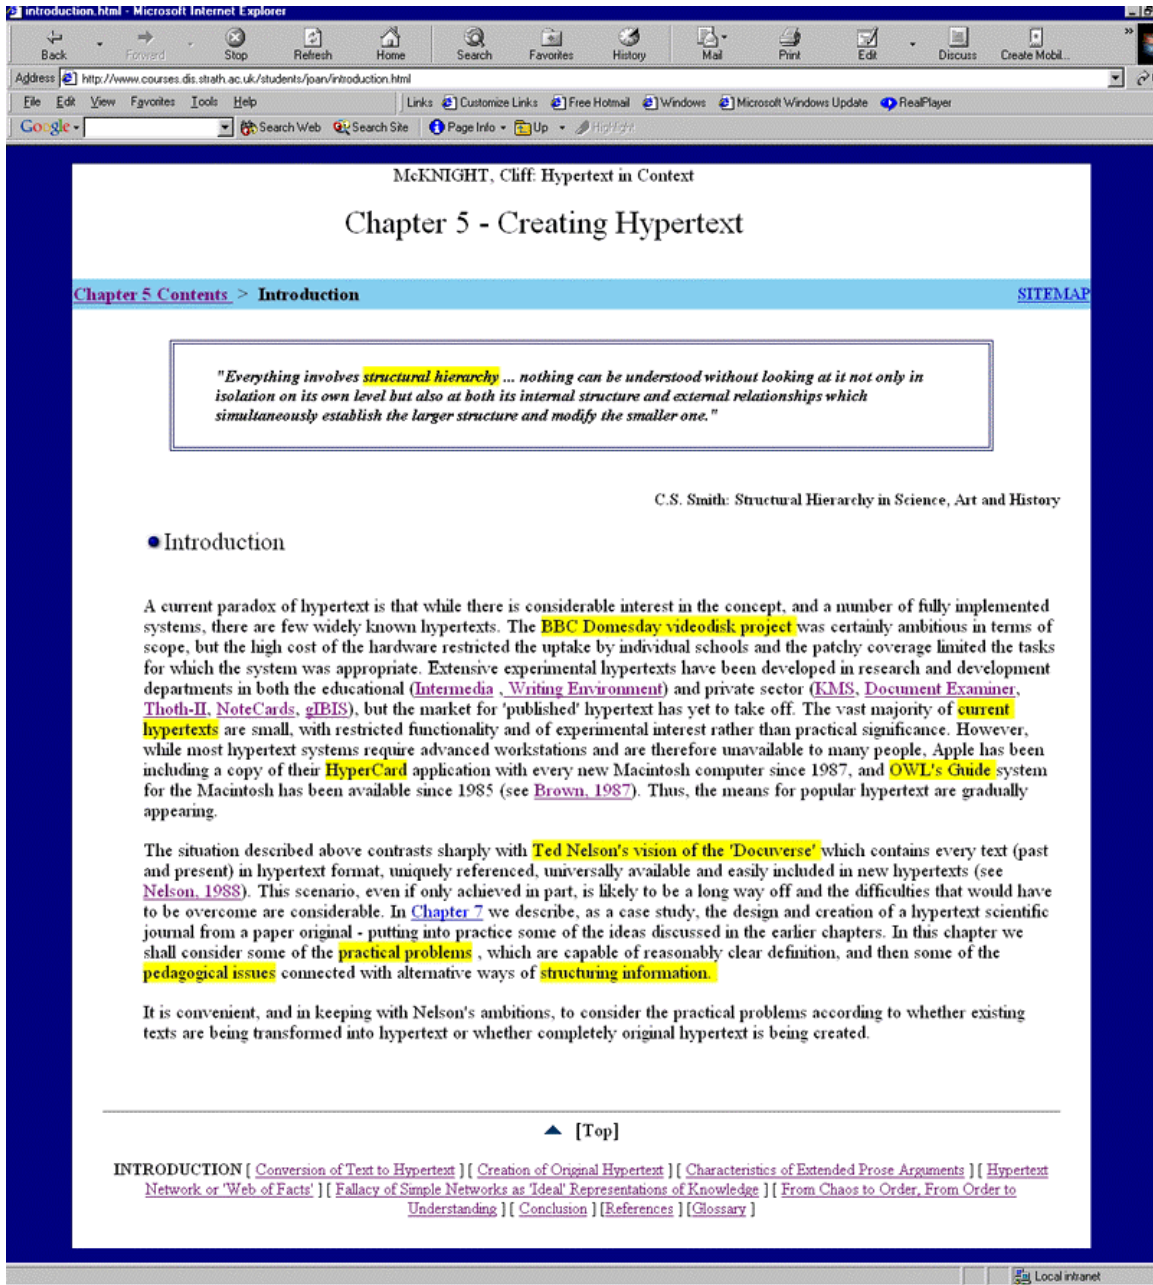 introduction.html - Microsoft Internet Explorer
Back Forward Stop Refresh Home Search Favorites History Mail Print Edit Discuss Create Mobil... »
Address http://www.courses.dis.strath.ac.uk/students/joan/introduction.html
File Edit View Favorites Tools Help Links Customize Links Free Hotmail Windows Microsoft Windows Update RealPlayer
Google Search Web Search Site Page Info Up Highlight
McKNIGHT, Cliff: Hypertext in Context
Chapter 5 - Creating Hypertext
Chapter 5 Contents > Introduction SITEMAP
"Everything involves structural hierarchy ... nothing can be understood without looking at it not only in
isolation on its own level but also at both its internal structure and external relationships which
simultaneously establish the larger structure and modify the smaller one."
C.S. Smith: Structural Hierarchy in Science, Art and History
Introduction
A current paradox of hypertext is that while there is considerable interest in the concept, and a number of fully implemented
systems, there are few widely known hypertexts. The BBC Domesday videodisk project was certainly ambitious in terms of
scope, but the high cost of the hardware restricted the uptake by individual schools and the patchy coverage limited the tasks
for which the system was appropriate. Extensive experimental hypertexts have been developed in research and development
departments in both the educational (Intermedia , Writing Environment) and private sector (KMS, Document Examiner,
Thoth-II, NoteCards, gIBIS), but the market for 'published' hypertext has yet to take off. The vast majority of current
hypertexts are small, with restricted functionality and of experimental interest rather than practical significance. However,
while most hypertext systems require advanced workstations and are therefore unavailable to many people, Apple has been
including a copy of their HyperCard application with every new Macintosh computer since 1987, and OWL's Guide system
for the Macintosh has been available since 1985 (see Brown, 1987). Thus, the means for popular hypertext are gradually
appearing.
The situation described above contrasts sharply with Ted Nelson's vision of the 'Docuverse' which contains every text (past
and present) in hypertext format, uniquely referenced, universally available and easily included in new hypertexts (see
Nelson, 1988). This scenario, even if only achieved in part, is likely to be a long way off and the difficulties that would have
to be overcome are considerable. In Chapter 7 we describe, as a case study, the design and creation of a hypertext scientific
journal from a paper original - putting into practice some of the ideas discussed in the earlier chapters. In this chapter we
shall consider some of the practical problems , which are capable of reasonably clear definition, and then some of the
pedagogical issues connected with alternative ways of structuring information.
It is convenient, and in keeping with Nelson's ambitions, to consider the practical problems according to whether existing
texts are being transformed into hypertext or whether completely original hypertext is being created.
[Top]
INTRODUCTION [ Conversion of Text to Hypertext ] [ Creation of Original Hypertext ] [ Characteristics of Extended Prose Arguments ] [ Hypertext
Network or 'Web of Facts' ] [ Fallacy of Simple Networks as 'Ideal' Representations of Knowledge ] [ From Chaos to Order, From Order to
Understanding ] [ Conclusion ] [References ] [Glossary ]
Local intranet